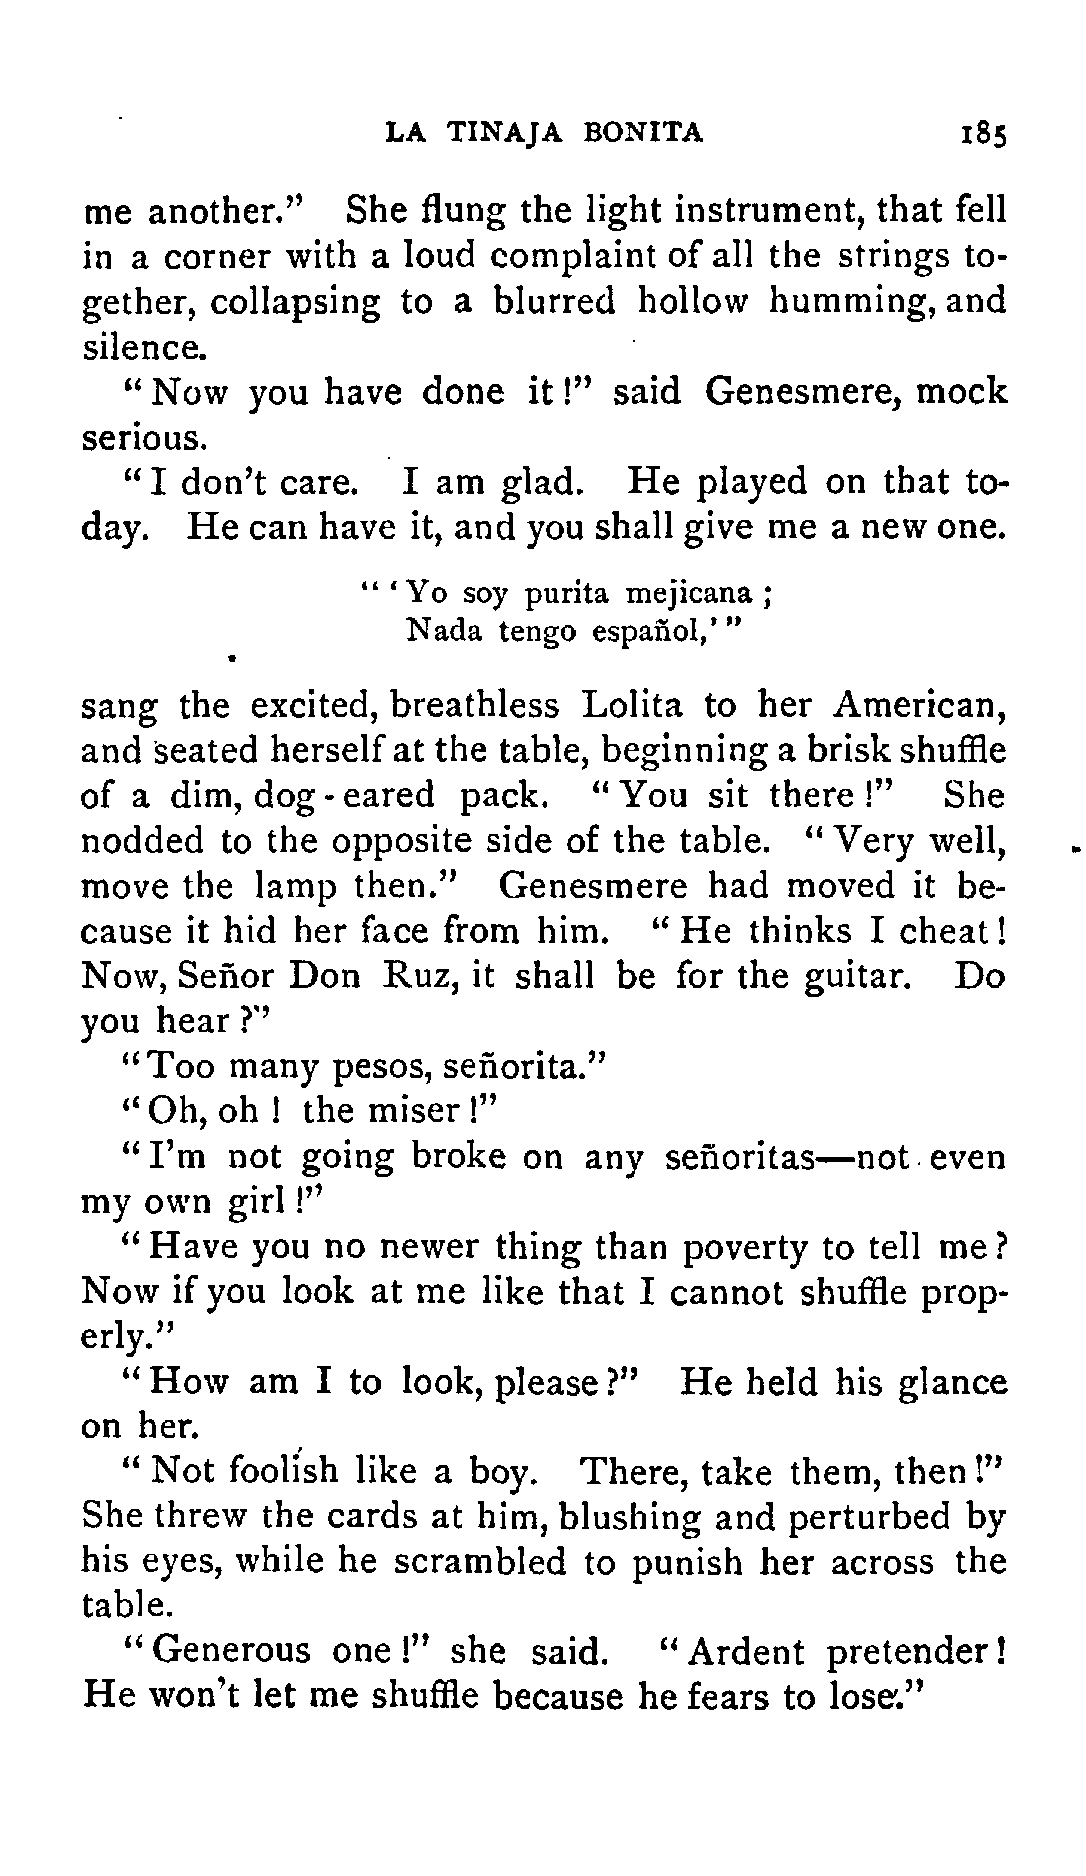 LA TINAJA BONITA 185
me another." She flung the light instrument, that fell
in a corner with a loud complaint of all the strings to-
gether, collapsing to a blurred hollow humming, and
silence.
"Now you have done it!" said Genesmere, mock
serious.
"I don't care. I am glad. He played on that to-
day. He can have it, and you shall give me a new one.
"'Yo soy purita mejicana;
Nada tengo español,'"
sang the excited, breathless Lolita to her American,
and seated herself at the table, beginning a brisk shuffle
of a dim, dog-eared pack. "You sit there!" She
nodded to the opposite side of the table. "Very well,
move the lamp then." Genesmere had moved it be-
cause it hid her face from him. "He thinks I cheat!
Now, Señor Don Ruz, it shall be for the guitar. Do
you hear?"
"Too many pesos, señorita."
"Oh, oh! the miser!"
"I'm not going broke on any señoritas—not even
my own girl!"
"Have you no newer thing than poverty to tell me?
Now if you look at me like that I cannot shuffle prop-
erly."
"How am I to look, please?" He held his glance
on her.
"Not foolish like a boy. There, take them, then!"
She threw the cards at him, blushing and perturbed by
his eyes, while he scrambled to punish her across the
table.
"Generous one!" she said. "Ardent pretender!
He won't let me shuffle because he fears to lose."